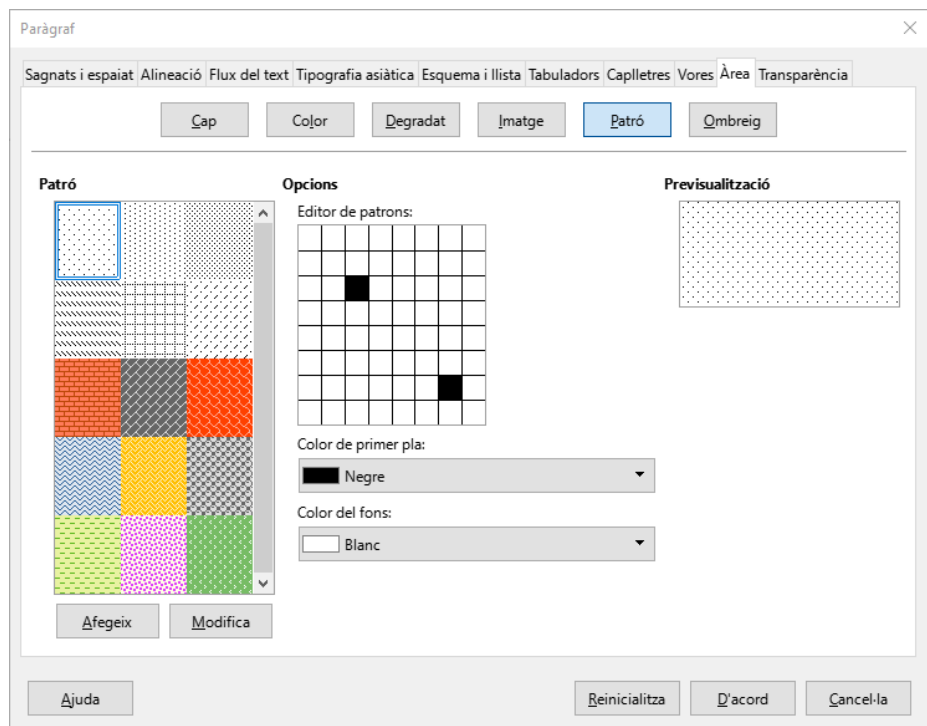 Paràgraf
Sagnats i espaiat Alineació Flux del text Tipografia asiàtica Esquema i llista Tabuladors Caplletres Vores Àrea Transparència
Cap Color Degradat Imatge Patró Ombreig
Patró Opcions Previsualització
Editor de patrons:
Color de primer pla:
Negre
Color del fons:
Blanc
Afegeix Modifica
Ajuda Reinicialitza D'acord Cancel·la